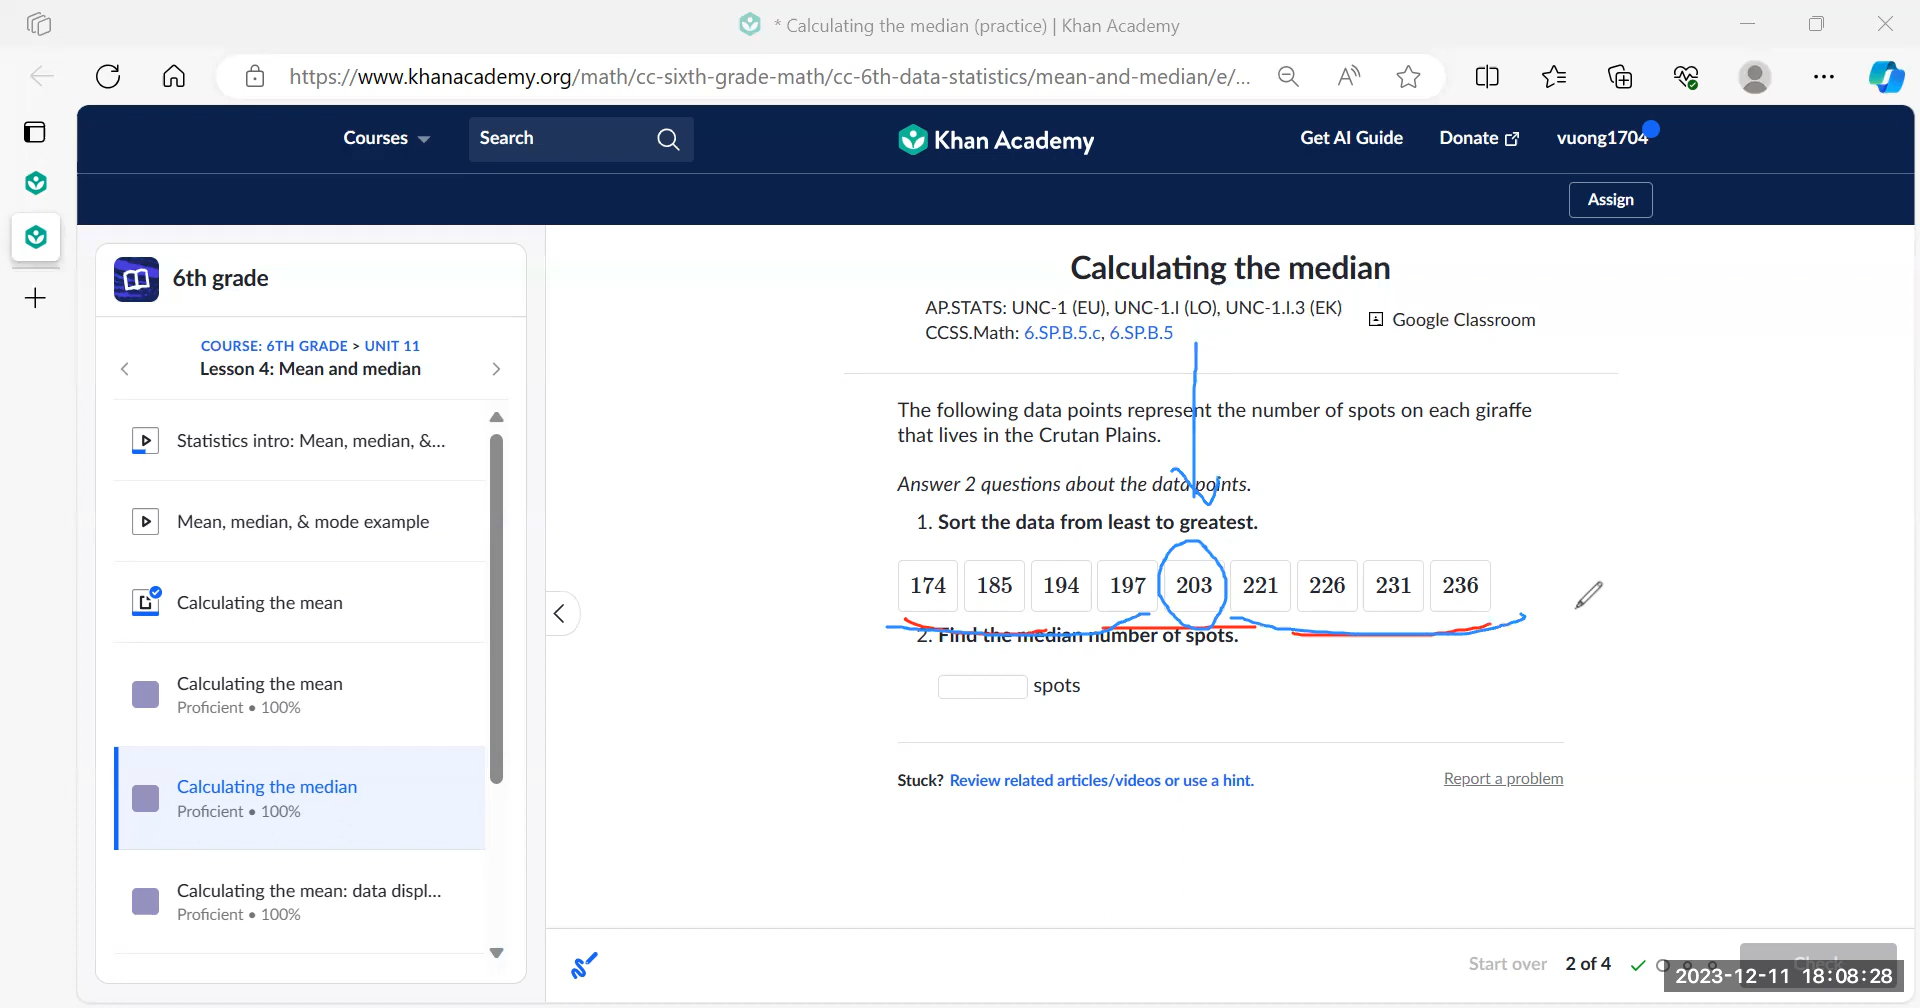 * Calculating the median (practice) | Khan Academy
https://www.khanacademy.org/math/cc-sixth-grade-math/cc-6th-data-statistics/mean-and-median/e/...
Courses
Search
Khan Academy
Get AI Guide
Donate
vuong1704
Assign
6th grade
COURSE: 6TH GRADE > UNIT 11
Lesson 4: Mean and median
Statistics intro: Mean, median, &...
Mean, median, & mode example
Calculating the mean
Calculating the mean
Proficient • 100%
Calculating the median
Proficient • 100%
Calculating the mean: data displ...
Proficient • 100%
Calculating the median
AP.STATS: UNC-1 (EU), UNC-1.I (LO), UNC-1.I.3 (EK)
CCSS.Math: 6.SP.B.5.c, 6.SP.B.5
Google Classroom
The following data points represent the number of spots on each giraffe
that lives in the Crutan Plains.
Answer 2 questions about the data points.
1. Sort the data from least to greatest.
174 185 194 197 203 221 226 231 236
2. Find the median number of spots.
spots
Stuck? Review related articles/videos or use a hint.
Report a problem
Start over
2 of 4
Check
2023-12-11 18:08:28